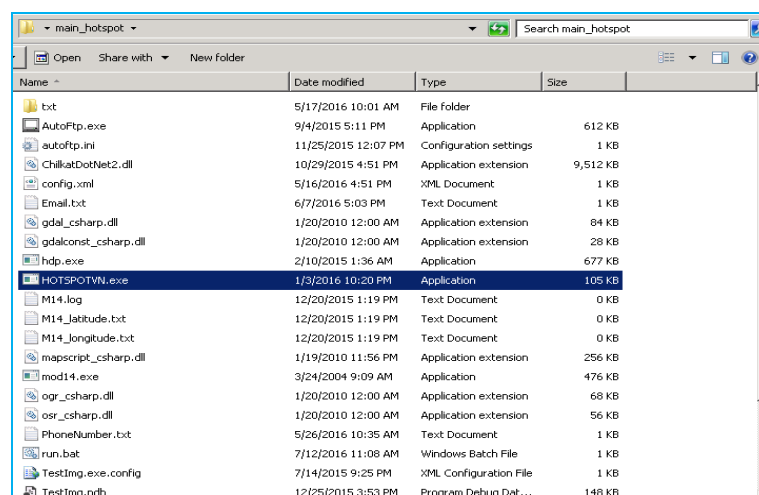 main_hotspot
Search main_hotspot
Open Share with New folder
Name Date modified Type Size
txt 5/17/2016 10:01 AM File folder
AutoFtp.exe 9/4/2015 5:11 PM Application 612 KB
autoftp.ini 11/25/2015 12:07 PM Configuration settings 1 KB
ChilkatDotNet2.dll 10/29/2015 4:51 PM Application extension 9,512 KB
config.xml 5/16/2016 4:51 PM XML Document 1 KB
Email.txt 6/7/2016 5:03 PM Text Document 1 KB
gdal_csharp.dll 1/20/2010 12:00 AM Application extension 84 KB
gdalconst_csharp.dll 1/20/2010 12:00 AM Application extension 28 KB
hdp.exe 2/10/2015 1:36 AM Application 677 KB
HOTSPOTVN.exe 1/3/2016 10:20 PM Application 105 KB
M14.log 12/20/2015 1:19 PM Text Document 0 KB
M14_latitude.txt 12/20/2015 1:19 PM Text Document 0 KB
M14_longitude.txt 12/20/2015 1:19 PM Text Document 0 KB
mapscript_csharp.dll 1/19/2010 11:56 PM Application extension 256 KB
mod14.exe 3/24/2004 9:09 AM Application 476 KB
ogr_csharp.dll 1/20/2010 12:00 AM Application extension 68 KB
osr_csharp.dll 1/20/2010 12:00 AM Application extension 56 KB
PhoneNumber.txt 5/26/2016 10:35 AM Text Document 1 KB
run.bat 7/12/2016 11:08 AM Windows Batch File 1 KB
TestImg.exe.config 7/14/2015 9:25 PM XML Configuration File 1 KB
TestImg.pdb 12/25/2015 3:53 PM Program Debug Dat... 148 KB